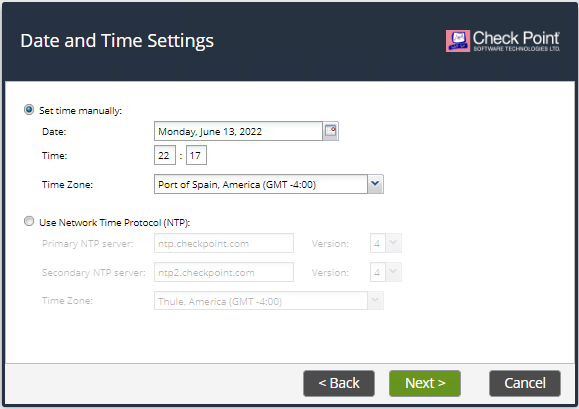 Date and Time Settings
Check Point
SOFTWARE TECHNOLOGIES LTD.
Set time manually:
Date: Monday, June 13, 2022
Time: 22 : 17
Time Zone: Port of Spain, America (GMT -4:00)
Use Network Time Protocol (NTP):
Primary NTP server: ntp.checkpoint.com Version: 4
Secondary NTP server: ntp2.checkpoint.com Version: 4
Time Zone: Thule, America (GMT -4:00)
< Back Next > Cancel